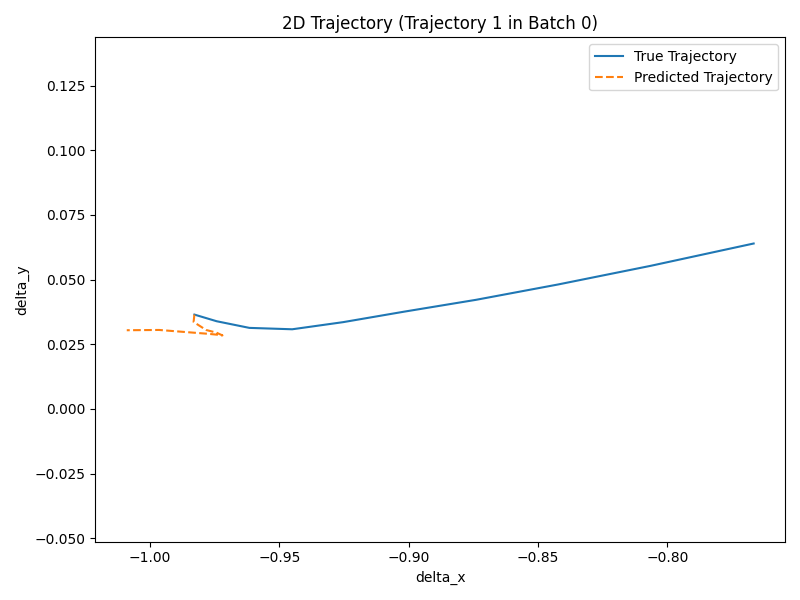 2D Trajectory (Trajectory 1 in Batch 0)
True Trajectory
Predicted Trajectory
0.125
0.100
0.075
0.050
0.025
0.000
−0.025
−0.050
delta_y
−1.00 −0.95 −0.90 −0.85 −0.80
delta_x